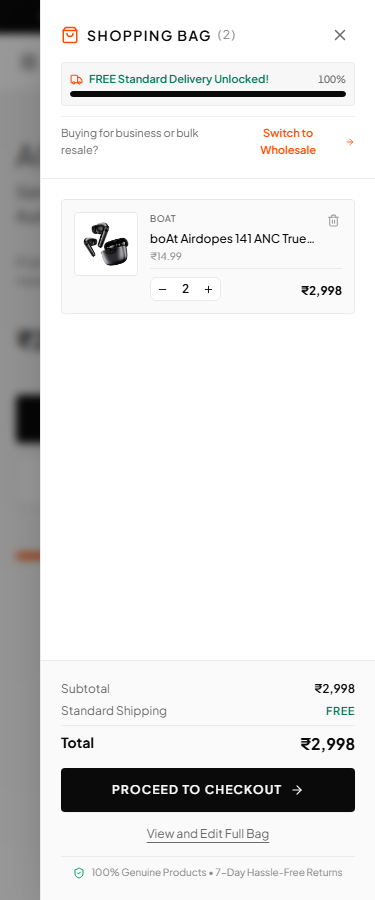 SHOPPING BAG (2)
FREE Standard Delivery Unlocked! 100%
Buying for business or bulk
resale?
Switch to
Wholesale
BOAT
boAt Airdopes 141 ANC True...
₹14.99
2
₹2,998
Subtotal ₹2,998
Standard Shipping FREE
Total ₹2,998
PROCEED TO CHECKOUT →
View and Edit Full Bag
100% Genuine Products • 7-Day Hassle-Free Returns